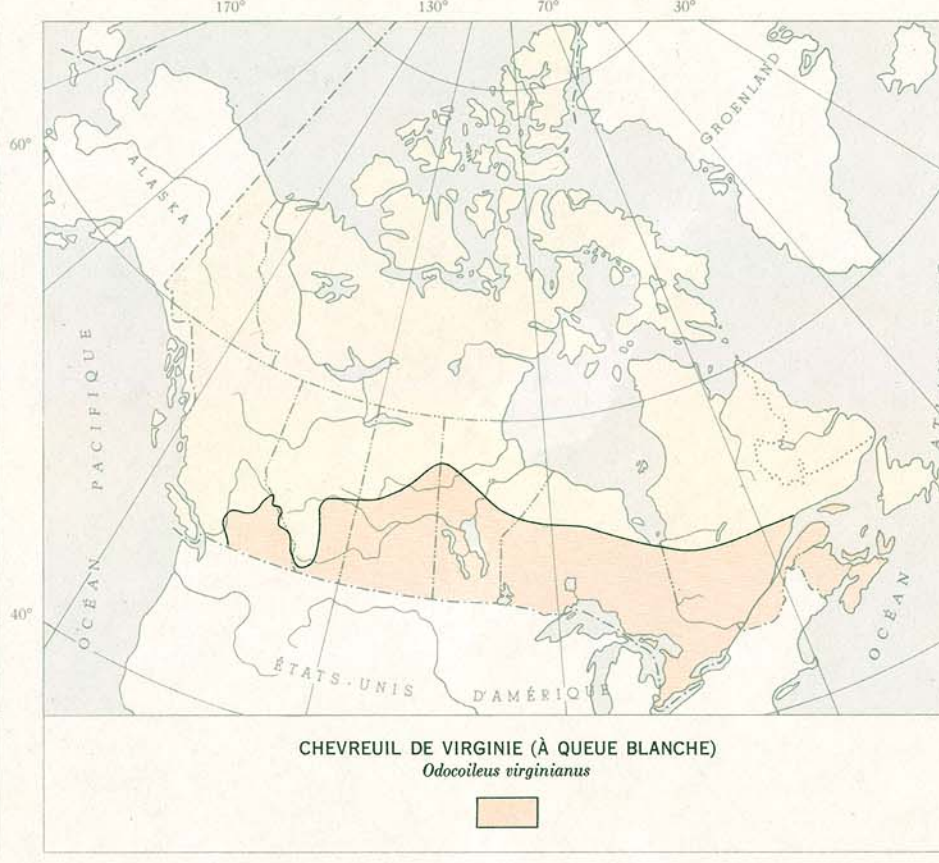 170° 130° 70° 30°
60°
ALASKA
GROENLAND
OCÉAN PACIFIQUE
40°
OCÉAN
ÉTATS-UNIS D'AMÉRIQUE
CHEVREUIL DE VIRGINIE (À QUEUE BLANCHE)
Odocoileus virginianus